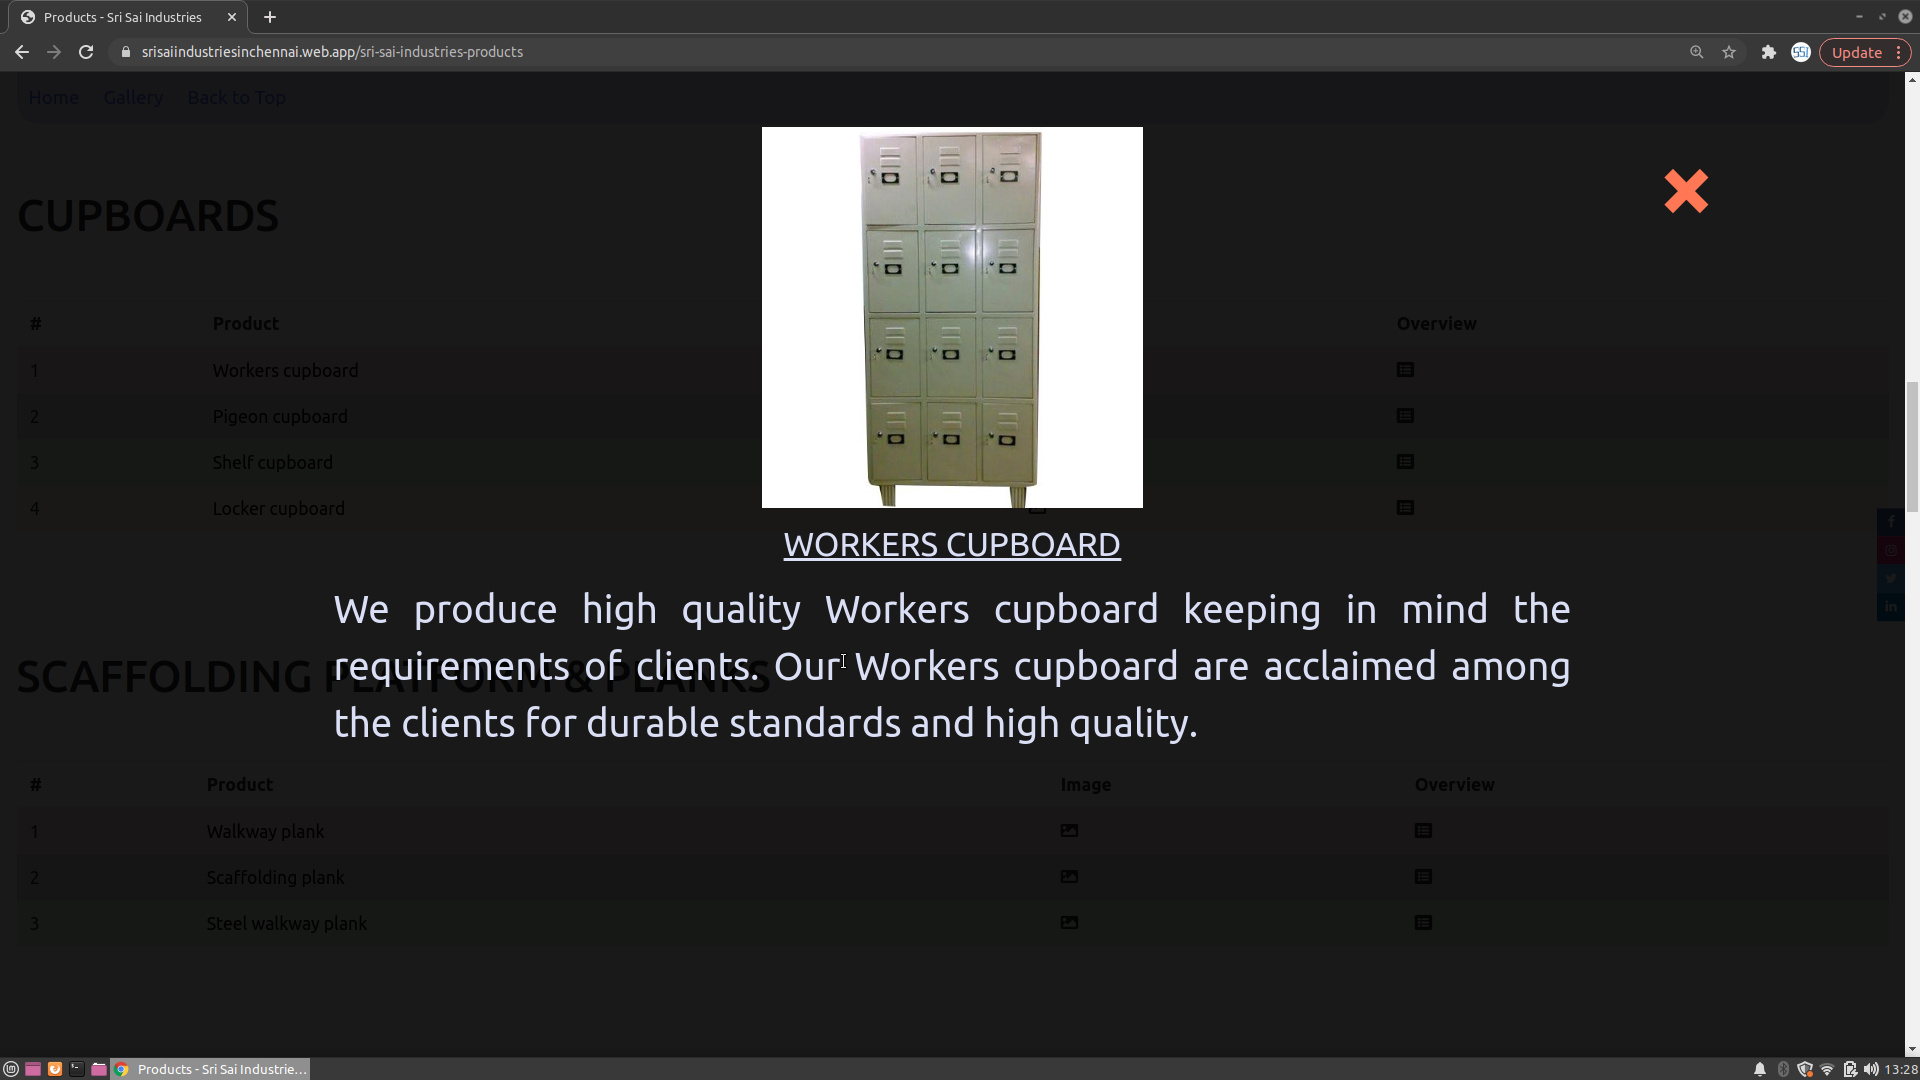 Products - Sri Sai Industries
srisaiindustriesinchennai.web.app/sri-sai-industries-products
SSI
Update
Home Gallery Back to Top
CUPBOARDS
# Product Overview
1 Workers cupboard
2 Pigeon cupboard
3 Shelf cupboard
4 Locker cupboard
WORKERS CUPBOARD
We produce high quality Workers cupboard keeping in mind the
requirements of clients. Our Workers cupboard are acclaimed among
the clients for durable standards and high quality.
SCAFFOLDING PLATFORM & PLANKS
# Product Image Overview
1 Walkway plank
2 Scaffolding plank
3 Steel walkway plank
Products - Sri Sai Industrie...
13:28